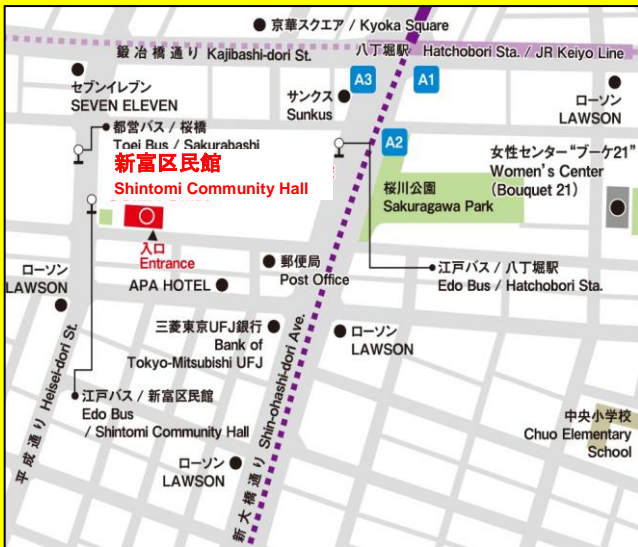 京華スクエア / Kyoka Square
鍛冶橋通り Kajibashi-dori St.
八丁堀駅 Hatchobori Sta. / JR Keiyo Line
セブンイレブン
SEVEN ELEVEN
サンクス
Sunkus
A3
A1
ローソン
LAWSON
都営バス / 桜橋
Toei Bus / Sakurabashi
A2
新富区民館
Shintomi Community Hall
女性センター“ブーケ21”
Women's Center
(Bouquet 21)
桜川公園
Sakuragawa Park
入口
Entrance
郵便局
Post Office
江戸バス / 八丁堀駅
Edo Bus / Hatchobori Sta.
ローソン
LAWSON
APA HOTEL
三菱東京UFJ銀行
Bank of
Tokyo-Mitsubishi UFJ
ローソン
LAWSON
平成通り Heisei-dori St.
新大橋通り Shin-ohashi-dori Ave.
江戸バス / 新富区民館
Edo Bus
/ Shintomi Community Hall
中央小学校
Chuo Elementary
School
ローソン
LAWSON